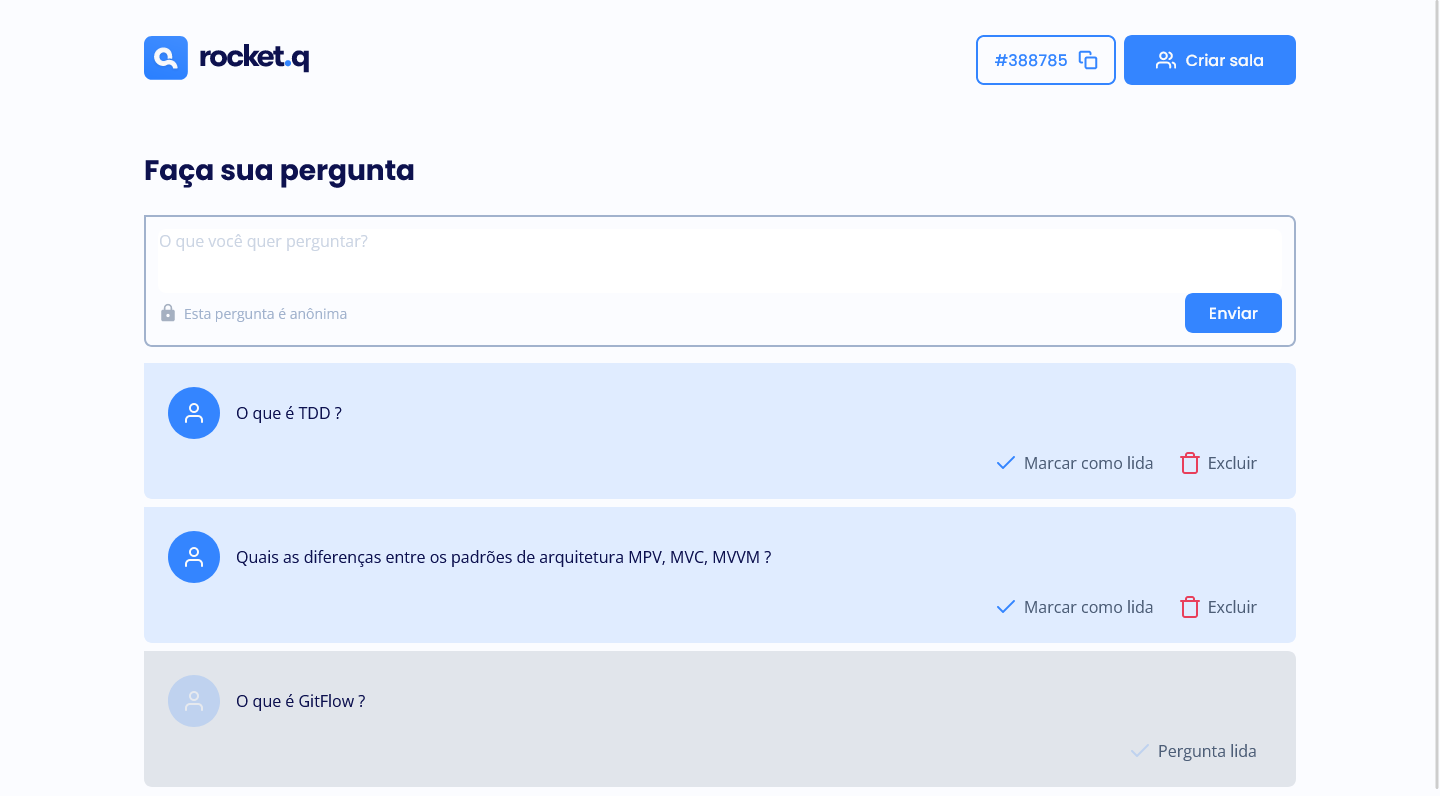 rocket.q
#388785
Criar sala
Faça sua pergunta
O que você quer perguntar?
Esta pergunta é anônima
Enviar
O que é TDD ?
Marcar como lida
Excluir
Quais as diferenças entre os padrões de arquitetura MPV, MVC, MVVM ?
Marcar como lida
Excluir
O que é GitFlow ?
Pergunta lida